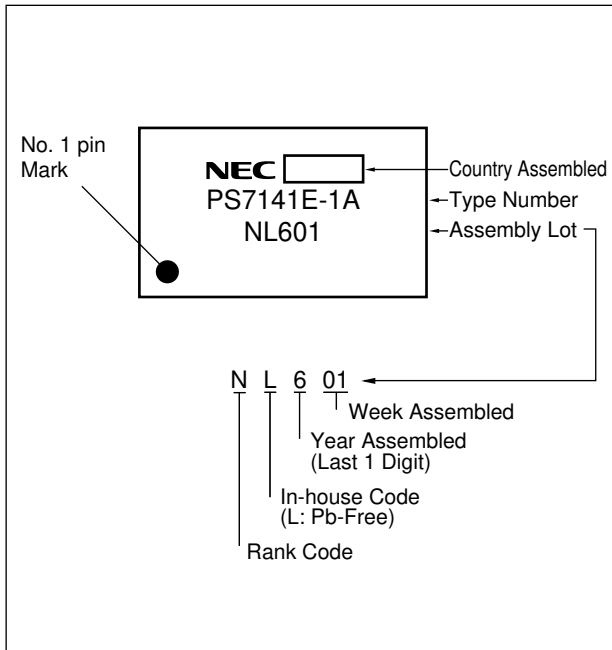 No. 1 pin
Mark
NEC
Country Assembled
PS7141E-1A
Type Number
NL601
Assembly Lot
N L 6 01
Week Assembled
Year Assembled
(Last 1 Digit)
In-house Code
(L: Pb-Free)
Rank Code